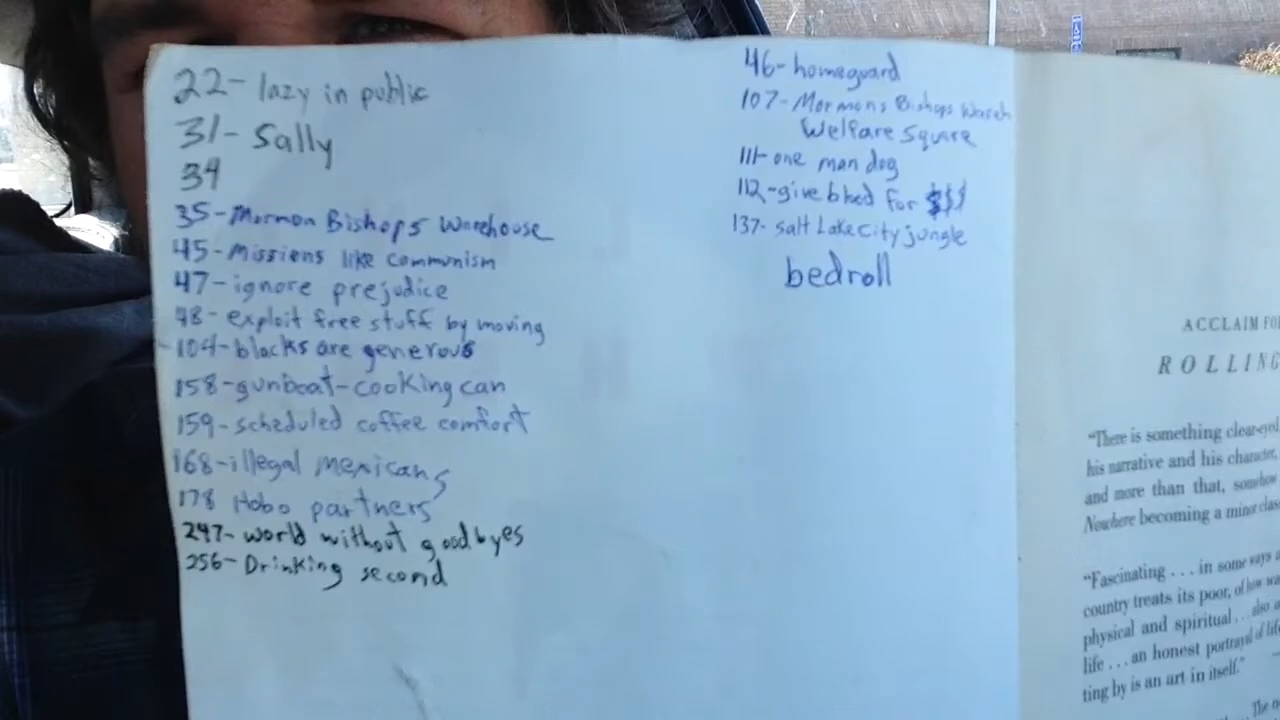 22- lazy in public
31- Sally
34
35- Mormon Bishops Warehouse
45- Missions like communism
47- ignore prejudice
48- exploit free stuff by moving
104- blacks are generous
158- gunboat- cooking can
159- scheduled coffee comfort
168- illegal mexicans
178 Hobo partners
247- world without goodbyes
256- Drinking second
46- homeguard
107- Mormons Bishops
Welfare Square
111- one man dog
112- give blood for $$$
137- salt Lake City jungle
bedroll
ACCLAIM FO
ROLLING
"There is something clear-eyed
his narrative and his character,
and more than that, somehow
Nowhere becoming a minor clas
"Fascinating . . . in some ways a
country treats its poor, of how
physical and spiritual . . . also
life . . . an honest portrayal of life
ting by is an art in itself."